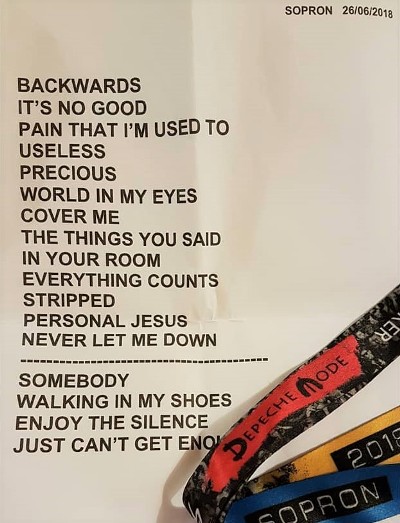 SOPRON 26/06/2018
BACKWARDS
IT'S NO GOOD
PAIN THAT I'M USED TO
USELESS
PRECIOUS
WORLD IN MY EYES
COVER ME
THE THINGS YOU SAID
IN YOUR ROOM
EVERYTHING COUNTS
STRIPPED
PERSONAL JESUS
NEVER LET ME DOWN
SOMEBODY
WALKING IN MY SHOES
ENJOY THE SILENCE
JUST CAN'T GET
DEPECHE MODE
2018
SOPRON